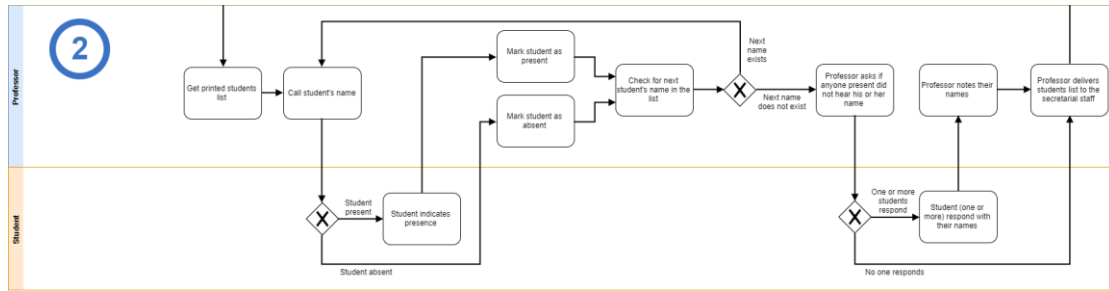 2
Professor
Get printed students
list
Call student's name
Mark student as
present
Mark student as
absent
Check for next
student's name in the
list
Next
name
exists
Next name
does not exist
Professor asks if
anyone present did
not hear his or her
name
Professor notes their
names
Professor delivers
students list to the
secretarial staff
Student
X
Student
present
Student indicates
presence
Student absent
X
X
One or more
students
respond
Student (one or
more) respond with
their names
No one responds